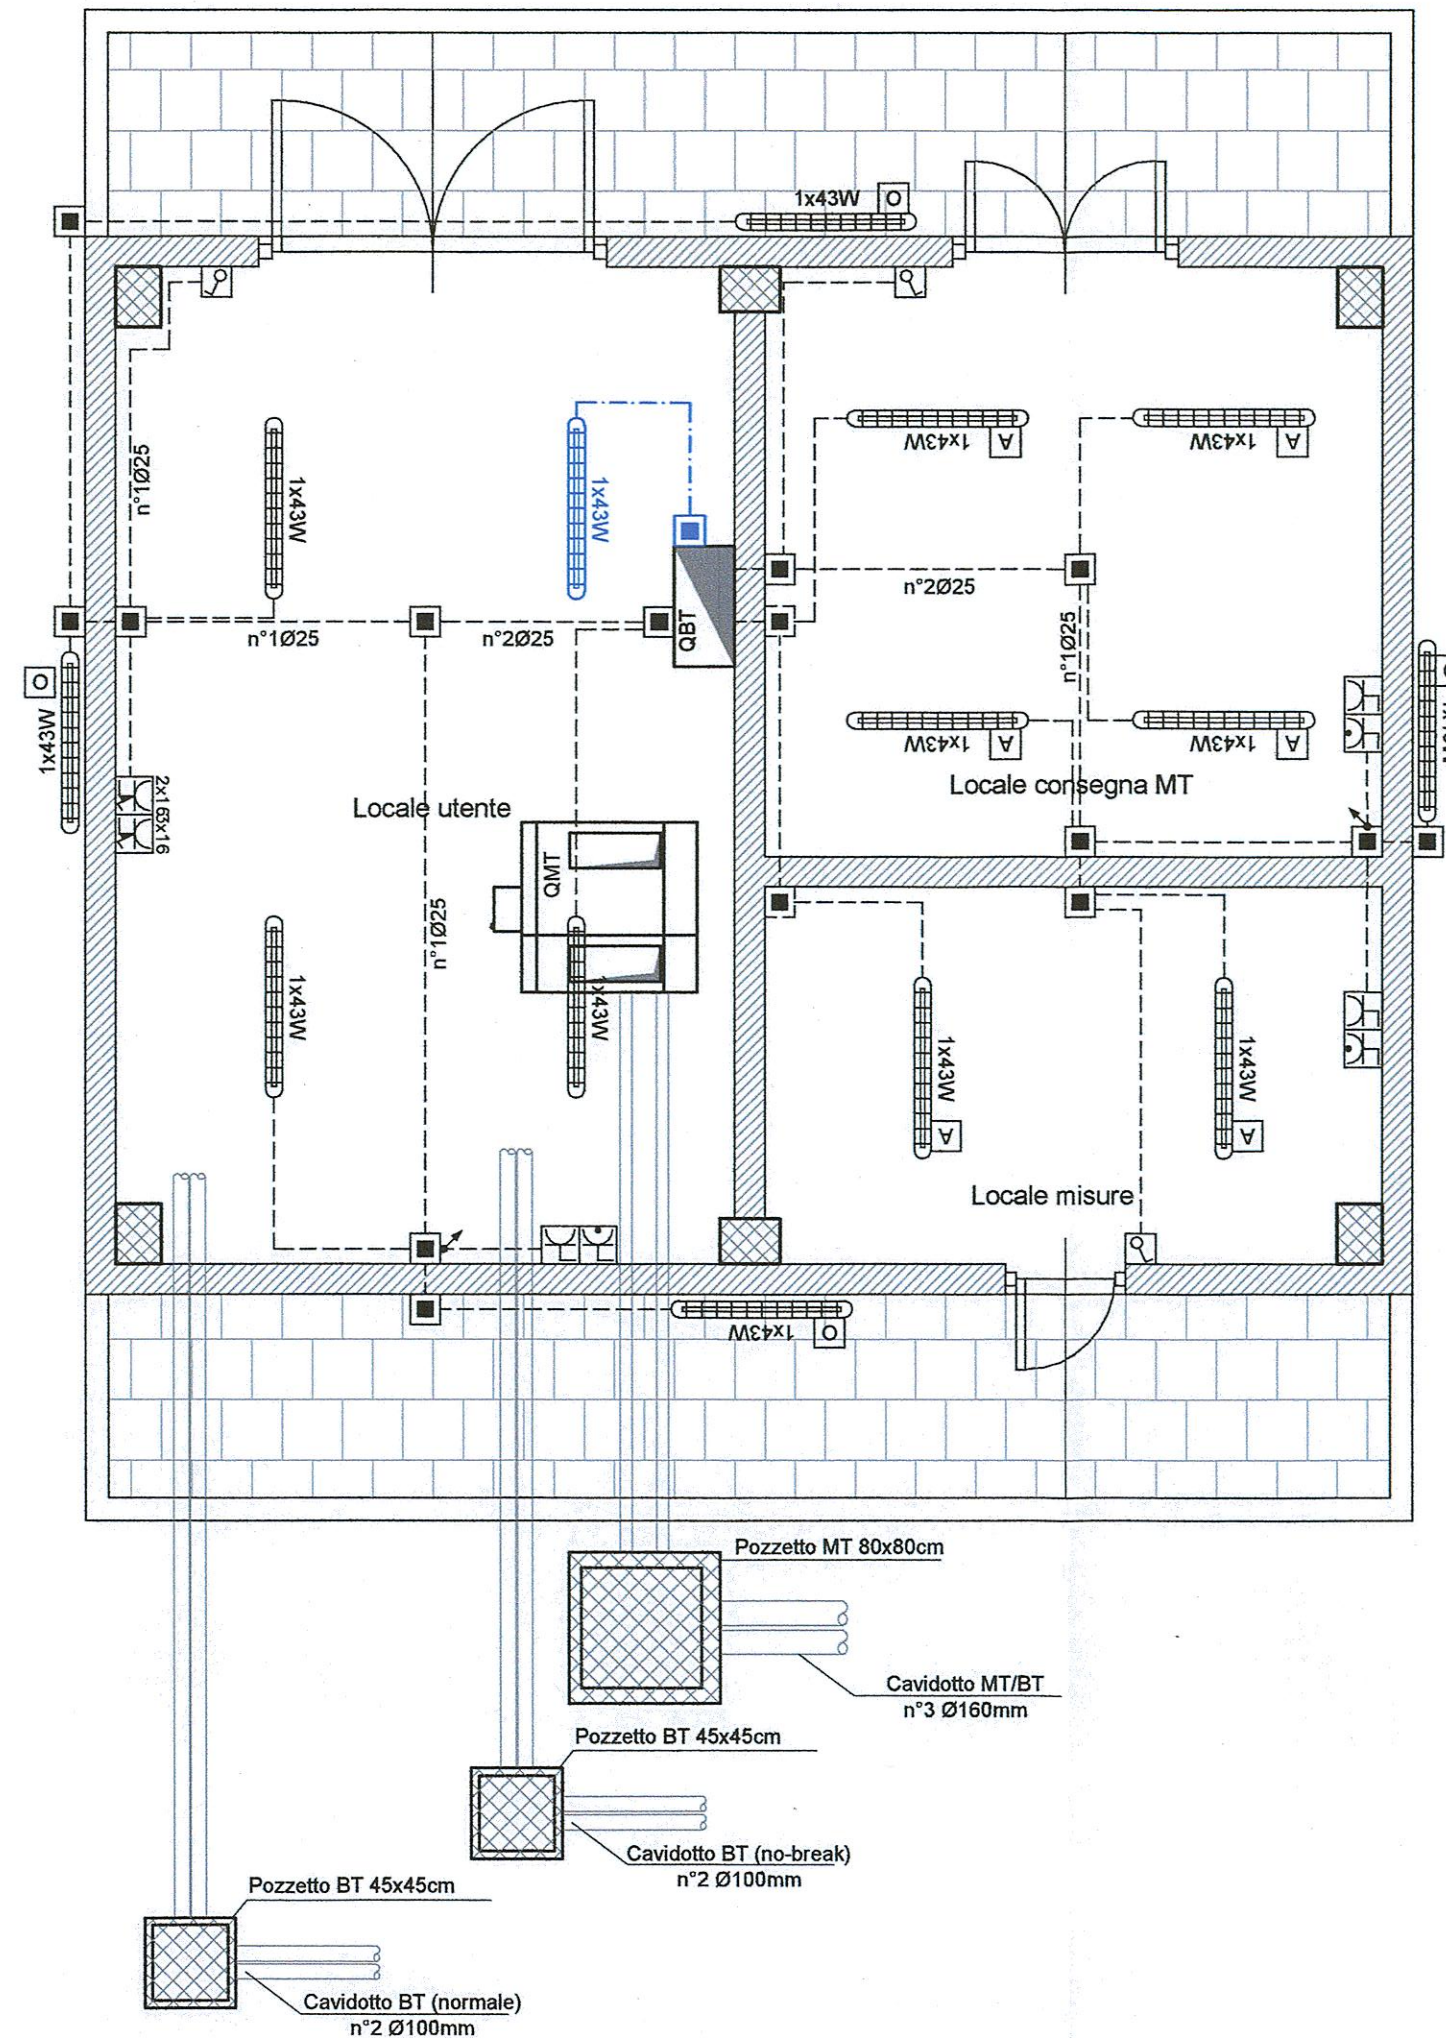 1x43W
O
n°1Ø25
1x43W
1x43W
1x43W
A
1x43W
A
QBT
n°1Ø25
n°2Ø25
n°2Ø25
n°1Ø25
O
1x43W
1x43W
A
1x43W
A
Locale consegna MT
2x16
3x16
Locale utente
QMT
n°1Ø25
1x43W
1x43W
1x43W
A
1x43W
A
Locale misure
1x43W
O
Pozzetto MT 80x80cm
Cavidotto MT/BT
n°3 Ø160mm
Pozzetto BT 45x45cm
Cavidotto BT (no-break)
n°2 Ø100mm
Pozzetto BT 45x45cm
Cavidotto BT (normale)
n°2 Ø100mm